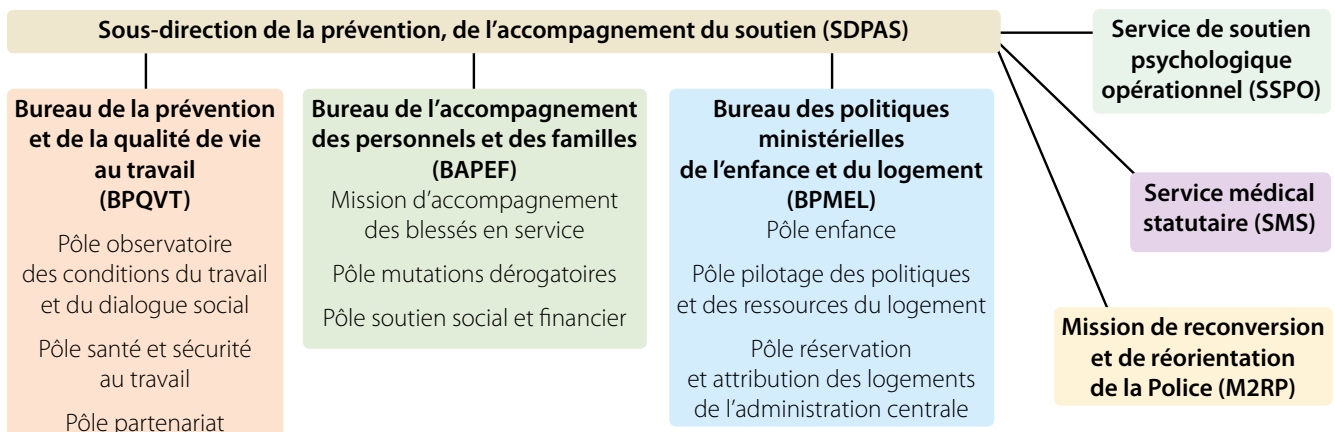 Sous-direction de la prévention, de l'accompagnement du soutien (SDPAS)
Bureau de la prévention
et de la qualité de vie
au travail
(BPQVT)
Pôle observatoire
des conditions du travail
et du dialogue social
Pôle santé et sécurité
au travail
Pôle partenariat
Bureau de l'accompagnement
des personnels et des familles
(BAPEF)
Mission d'accompagnement
des blessés en service
Pôle mutations dérogatoires
Pôle soutien social et financier
Bureau des politiques
ministérielles
de l'enfance et du logement
(BPMEL)
Pôle enfance
Pôle pilotage des politiques
et des ressources du logement
Pôle réservation
et attribution des logements
de l'administration centrale
Service de soutien
psychologique
opérationnel (SSPO)
Service médical
statutaire (SMS)
Mission de reconversion
et de réorientation
de la Police (M2RP)